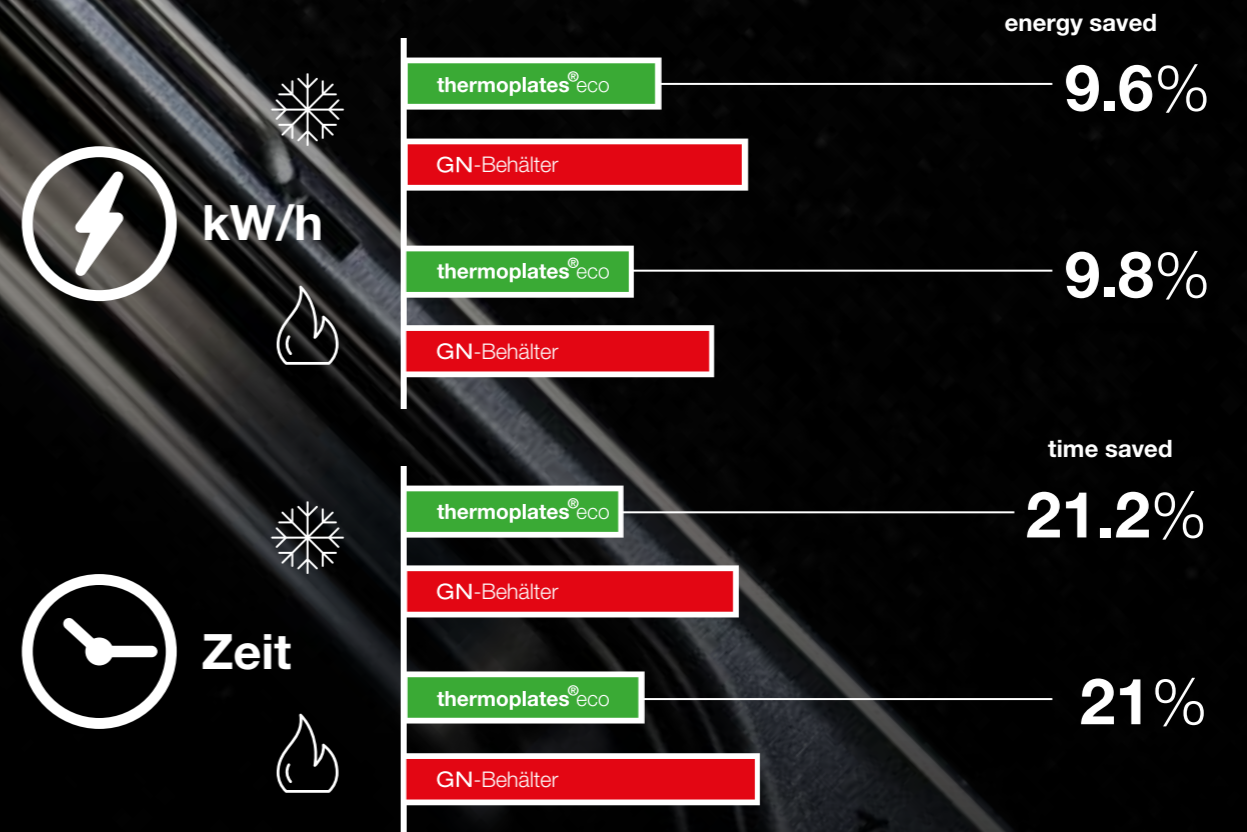 energy saved
thermoplates®eco
9.6%
GN-Behälter
kW/h
thermoplates®eco
9.8%
GN-Behälter
time saved
thermoplates®eco
21.2%
GN-Behälter
Zeit
thermoplates®eco
21%
GN-Behälter